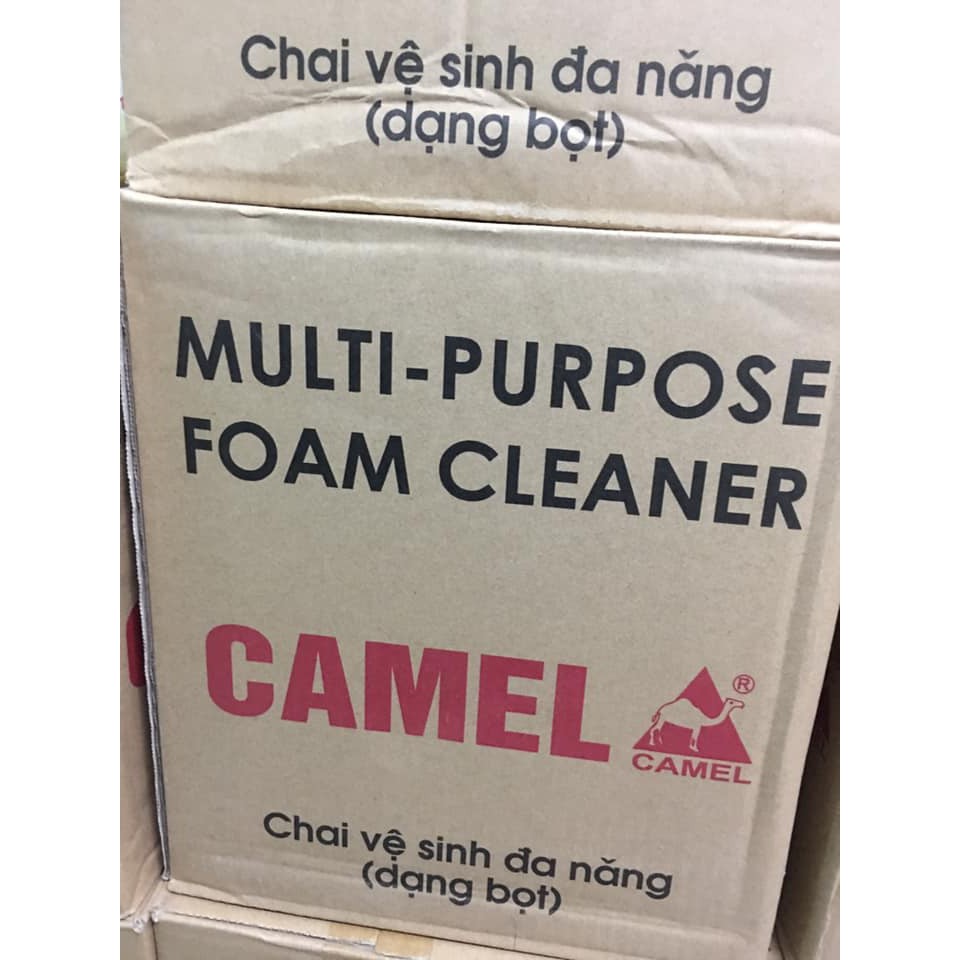 Chai vệ sinh đa năng
(dạng bọt)
MULTI-PURPOSE
FOAM CLEANER
CAMEL
®
CAMEL
Chai vệ sinh đa năng
(dạng bọt)